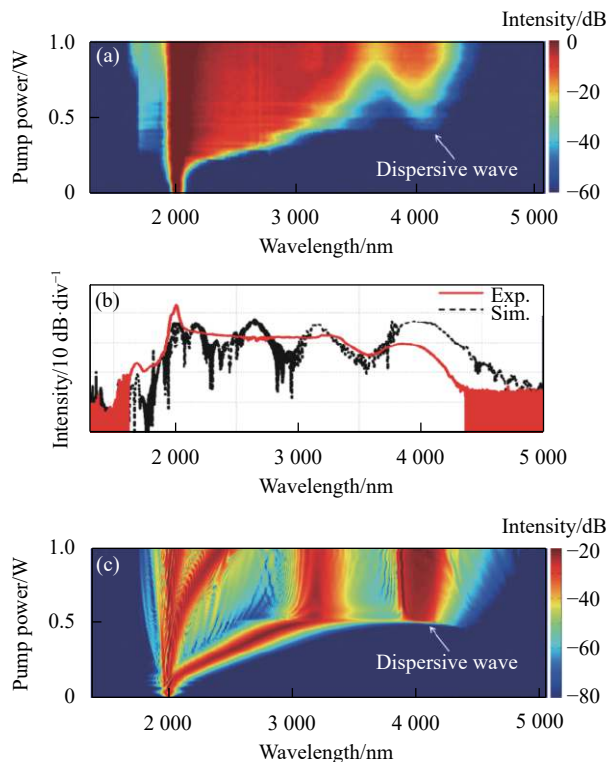 Intensity/dB
(a)
Pump power/W
1.0
0.5
0
0
−20
−40
−60
Dispersive wave
2 000
3 000
4 000
5 000
Wavelength/nm
(b)
Exp.
Sim.
Intensity/10 dB·div⁻¹
2 000
3 000
4 000
5 000
Wavelength/nm
Intensity/dB
(c)
Pump power/W
1.0
0.5
0
−20
−40
−60
−80
Dispersive wave
2 000
3 000
4 000
5 000
Wavelength/nm